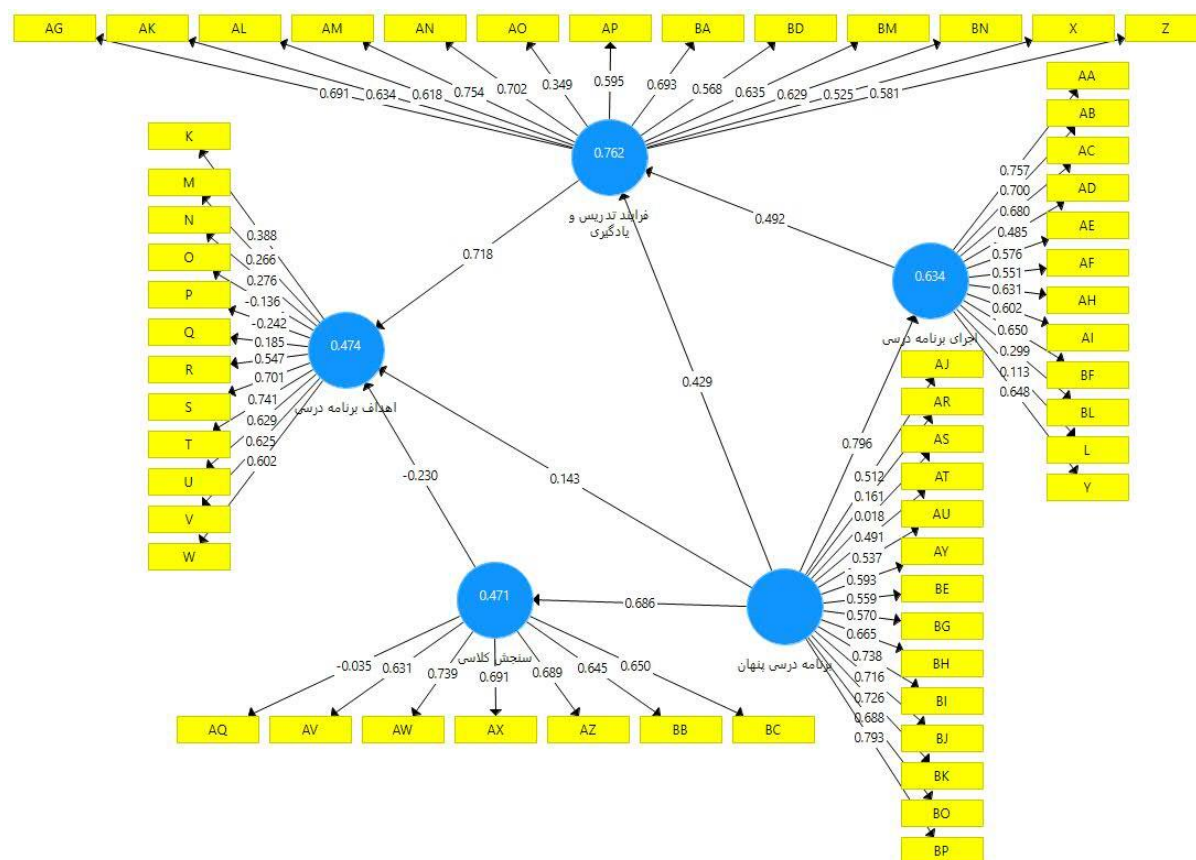 AG AK AL AM AN AO AP BA BD BM BN X Z
0.691 0.634 0.618 0.754 0.702 0.349 0.595 0.693 0.568 0.635 0.629 0.525 0.581
0.762
فرایند تدریس و
یادگیری
K
M
N
O
P
Q
R
S
T
U
V
W
0.388
0.266
0.276
-0.136
-0.242
0.185
0.547
0.701
0.741
0.629
0.625
0.602
0.474
اهداف برنامه درسی
0.718
0.492
0.429
0.796
0.143
-0.230
0.686
AA
AB
AC
AD
AE
AF
AH
AI
BF
BL
L
Y
0.757
0.700
0.680
0.485
0.576
0.551
0.631
0.602
0.650
0.299
0.113
0.648
0.634
اجرای برنامه درسی
AJ
AR
AS
AT
AU
AY
BE
BG
BH
BI
BJ
BK
BO
BP
0.512
0.161
0.018
0.491
0.537
0.593
0.559
0.570
0.665
0.738
0.716
0.726
0.688
0.793
برنامه درسی پنهان
0.471
سنجش کلاسی
-0.035 0.631 0.739 0.691 0.689 0.645 0.650
AQ AV AW AX AZ BB BC